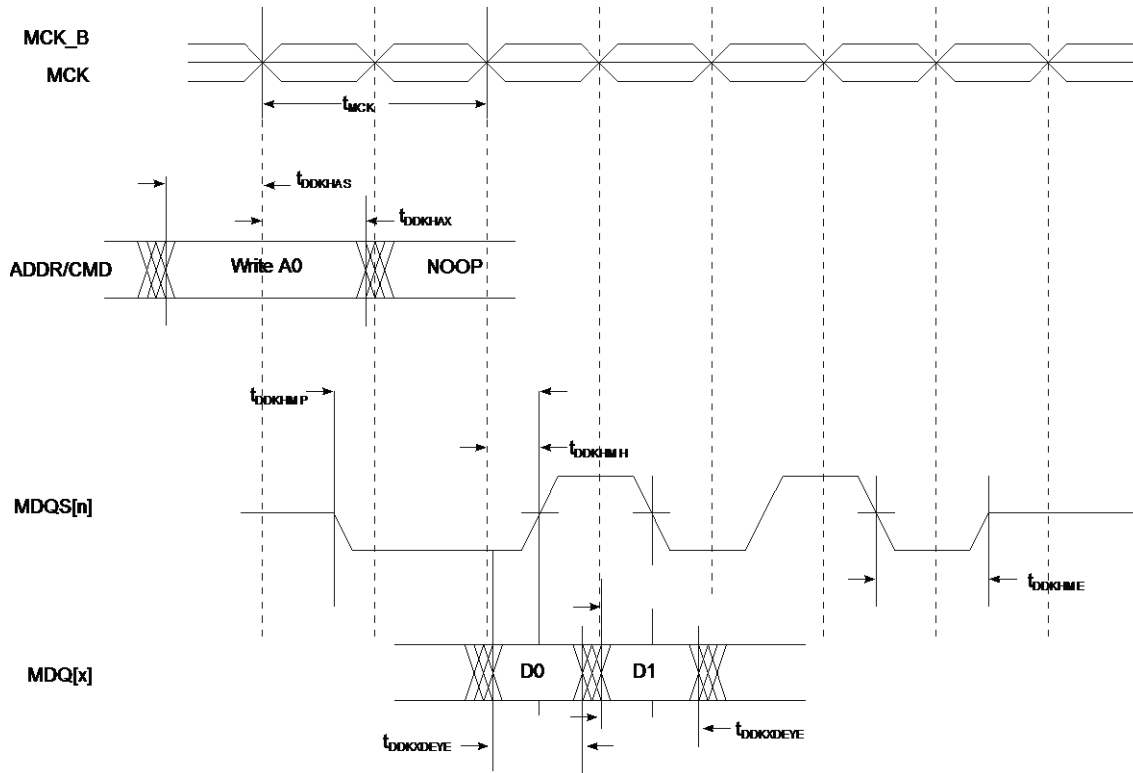 MCK_B
MCK
tMCK
tDDKHAS
tDDKHAX
ADDR/CMD
Write A0
NOOP
tDDKHMP
tDDKHMH
MDQS[n]
tDDKHME
MDQ[x]
D0
D1
tDDKXDEYE
tDDKXDEYE